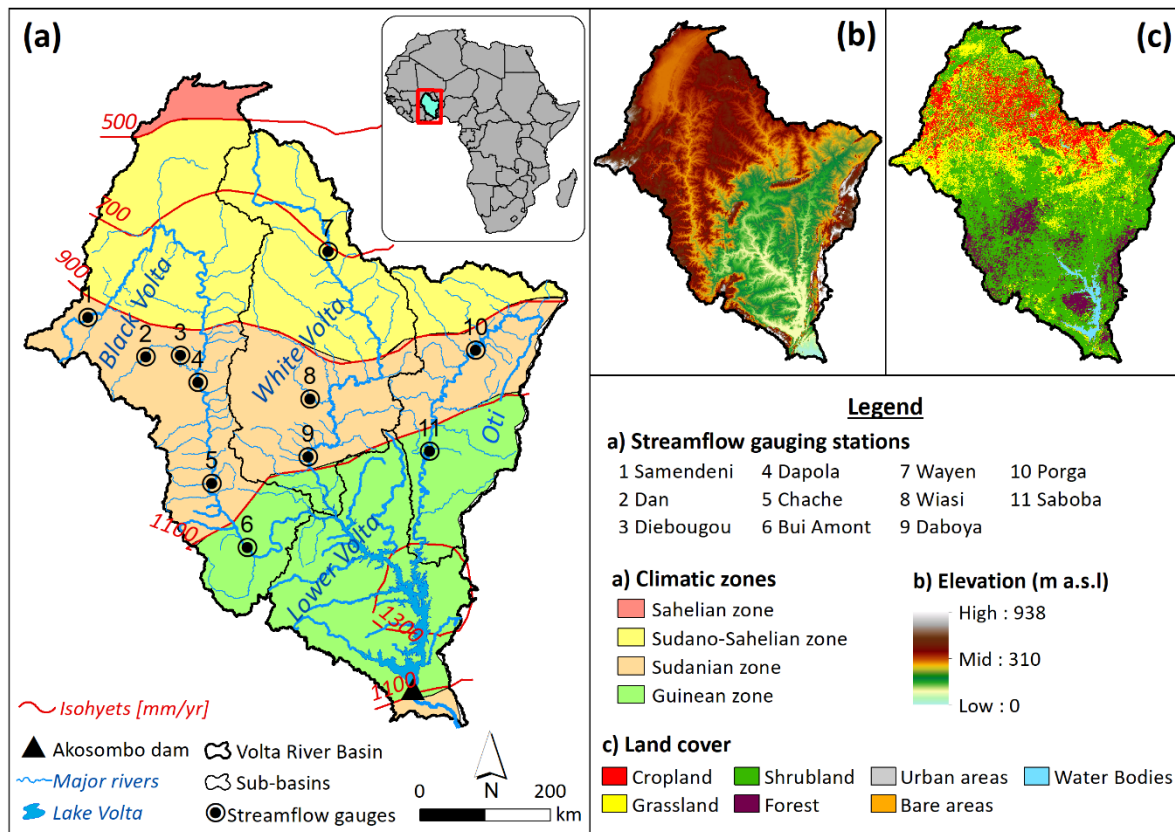 (a)
(b)
(c)
500
700
900
1100
1300
1100
1
2
3
4
5
6
7
8
9
10
11
Black Volta
White Volta
Oti
Lower Volta
Isohyets [mm/yr]
Akosombo dam
Major rivers
Lake Volta
Volta River Basin
Sub-basins
Streamflow gauges
N
0 200
km
Legend
a) Streamflow gauging stations
1 Samendeni 4 Dapola 7 Wayen 10 Porga
2 Dan 5 Chache 8 Wiasi 11 Saboba
3 Diebougou 6 Bui Amont 9 Daboya
a) Climatic zones
Sahelian zone
Sudano-Sahelian zone
Sudanian zone
Guinean zone
b) Elevation (m a.s.l)
High : 938
Mid : 310
Low : 0
c) Land cover
Cropland Shrubland Urban areas Water Bodies
Grassland Forest Bare areas